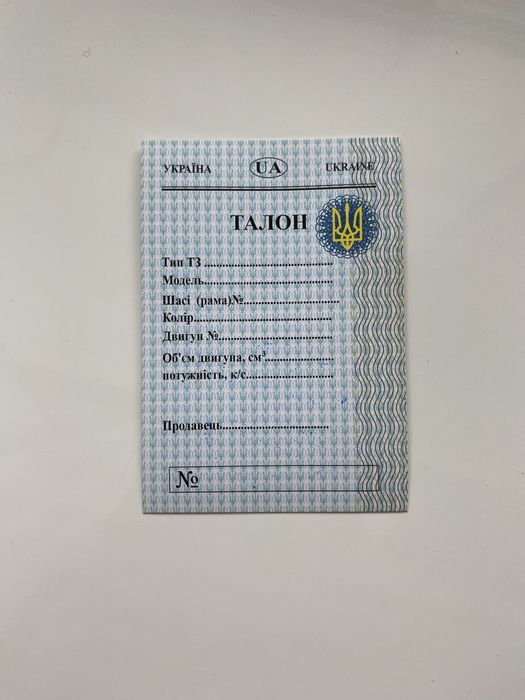 УКРАЇНА UA UKRAINE
ТАЛОН
Тип ТЗ..............................................
Модель..............................................
Шасі (рама)№..................................
Колір................................................
Двигун №........................................
Об'єм двигуна, см³.........................
потужність, к/с................................
Продавець.......................................
№